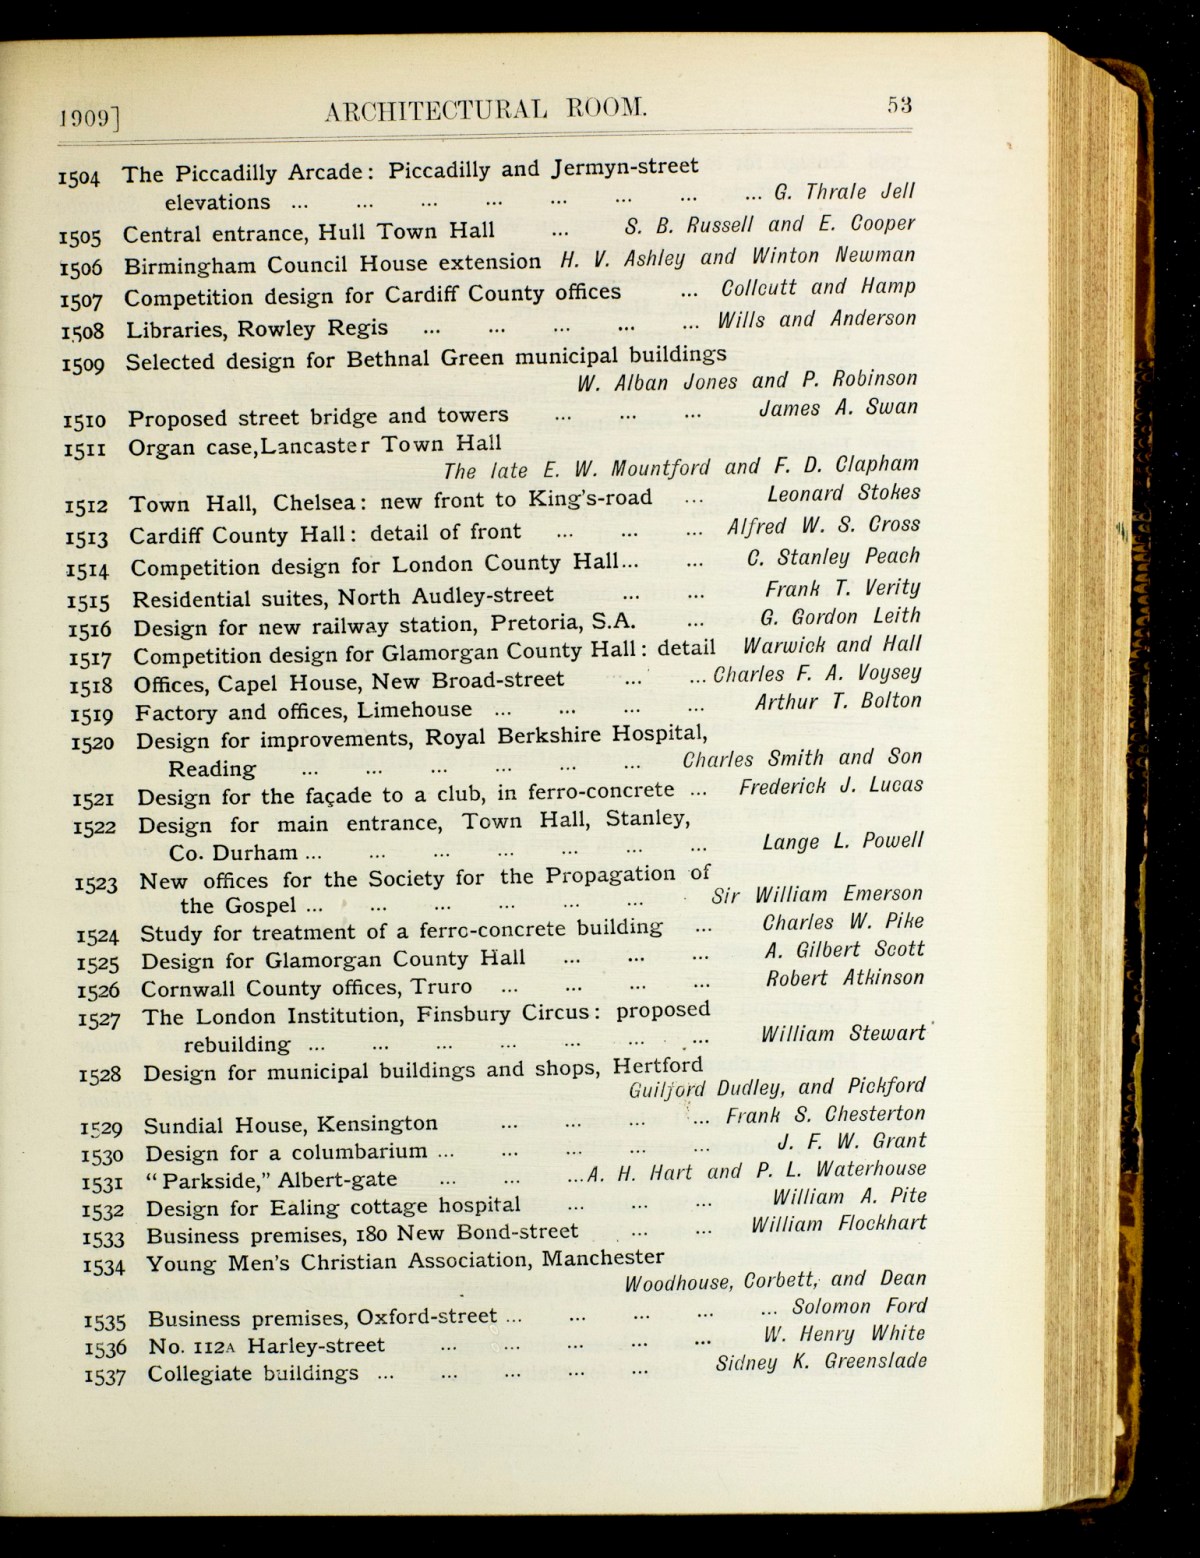 1909] ARCHITECTURAL ROOM. 53
1504 The Piccadilly Arcade: Piccadilly and Jermyn-street
elevations ... ... ... ... ... ... ... ... G. Thrale Jell
1505 Central entrance, Hull Town Hall ... S. B. Russell and E. Cooper
1506 Birmingham Council House extension H. V. Ashley and Winton Newman
1507 Competition design for Cardiff County offices ... Collcutt and Hamp
1508 Libraries, Rowley Regis ... ... ... ... ... Wills and Anderson
1509 Selected design for Bethnal Green municipal buildings
W. Alban Jones and P. Robinson
1510 Proposed street bridge and towers ... ... ... James A. Swan
1511 Organ case, Lancaster Town Hall
The late E. W. Mountford and F. D. Clapham
1512 Town Hall, Chelsea: new front to King's-road ... Leonard Stokes
1513 Cardiff County Hall: detail of front ... ... ... Alfred W. S. Cross
1514 Competition design for London County Hall... ... C. Stanley Peach
1515 Residential suites, North Audley-street ... ... Frank T. Verity
1516 Design for new railway station, Pretoria, S.A. ... G. Gordon Leith
1517 Competition design for Glamorgan County Hall: detail Warwick and Hall
1518 Offices, Capel House, New Broad-street ... ... Charles F. A. Voysey
1519 Factory and offices, Limehouse ... ... ... ... Arthur T. Bolton
1520 Design for improvements, Royal Berkshire Hospital,
Reading ... ... ... ... ... ... Charles Smith and Son
1521 Design for the façade to a club, in ferro-concrete ... Frederick J. Lucas
1522 Design for main entrance, Town Hall, Stanley,
Co. Durham ... ... ... ... ... ... ... Lange L. Powell
1523 New offices for the Society for the Propagation of
the Gospel ... ... ... ... ... ... Sir William Emerson
1524 Study for treatment of a ferro-concrete building ... Charles W. Pike
1525 Design for Glamorgan County Hall ... ... ... A. Gilbert Scott
1526 Cornwall County offices, Truro ... ... ... ... Robert Atkinson
1527 The London Institution, Finsbury Circus: proposed
rebuilding ... ... ... ... ... ... ... William Stewart
1528 Design for municipal buildings and shops, Hertford
Guilford Dudley, and Pickford
1529 Sundial House, Kensington ... ... ... ... Frank S. Chesterton
1530 Design for a columbarium ... ... ... ... ... J. F. W. Grant
1531 "Parkside," Albert-gate ... ... ... A. H. Hart and P. L. Waterhouse
1532 Design for Ealing cottage hospital ... ... ... William A. Pite
1533 Business premises, 180 New Bond-street ... ... William Flockhart
1534 Young Men's Christian Association, Manchester
Woodhouse, Corbett, and Dean
1535 Business premises, Oxford-street ... ... ... ... ... Solomon Ford
1536 No. 112A Harley-street ... ... ... ... ... W. Henry White
1537 Collegiate buildings ... ... ... ... ... Sidney K. Greenslade